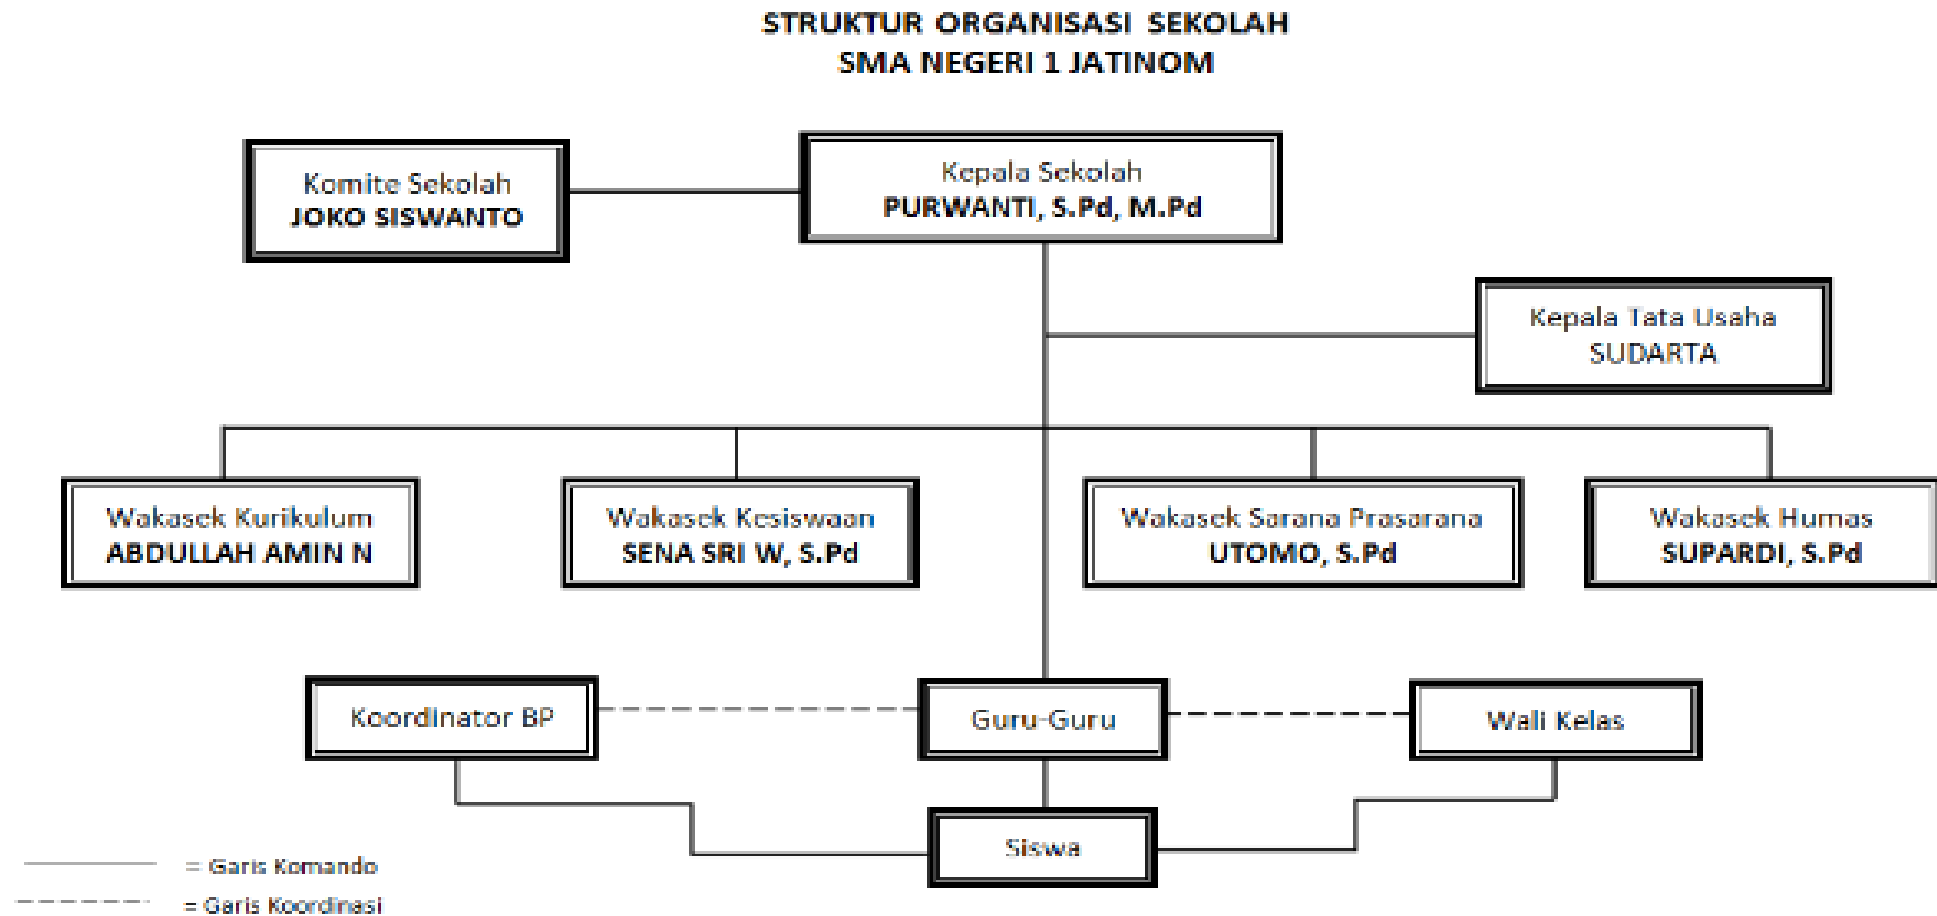 STRUKTUR ORGANISASI SEKOLAH
SMA NEGERI 1 JATINOM
Komite Sekolah
JOKO SISWANTO
Kepala Sekolah
PURWANTI, S.Pd, M.Pd
Kepala Tata Usaha
SUDARTA
Wakasek Kurikulum
ABDULLAH AMIN N
Wakasek Kesiswaan
SENA SRI W, S.Pd
Wakasek Sarana Prasarana
UTOMO, S.Pd
Wakasek Humas
SUPARDI, S.Pd
Koordinator BP
Guru-Guru
Wali Kelas
Siswa
= Garis Komando
= Garis Koordinasi